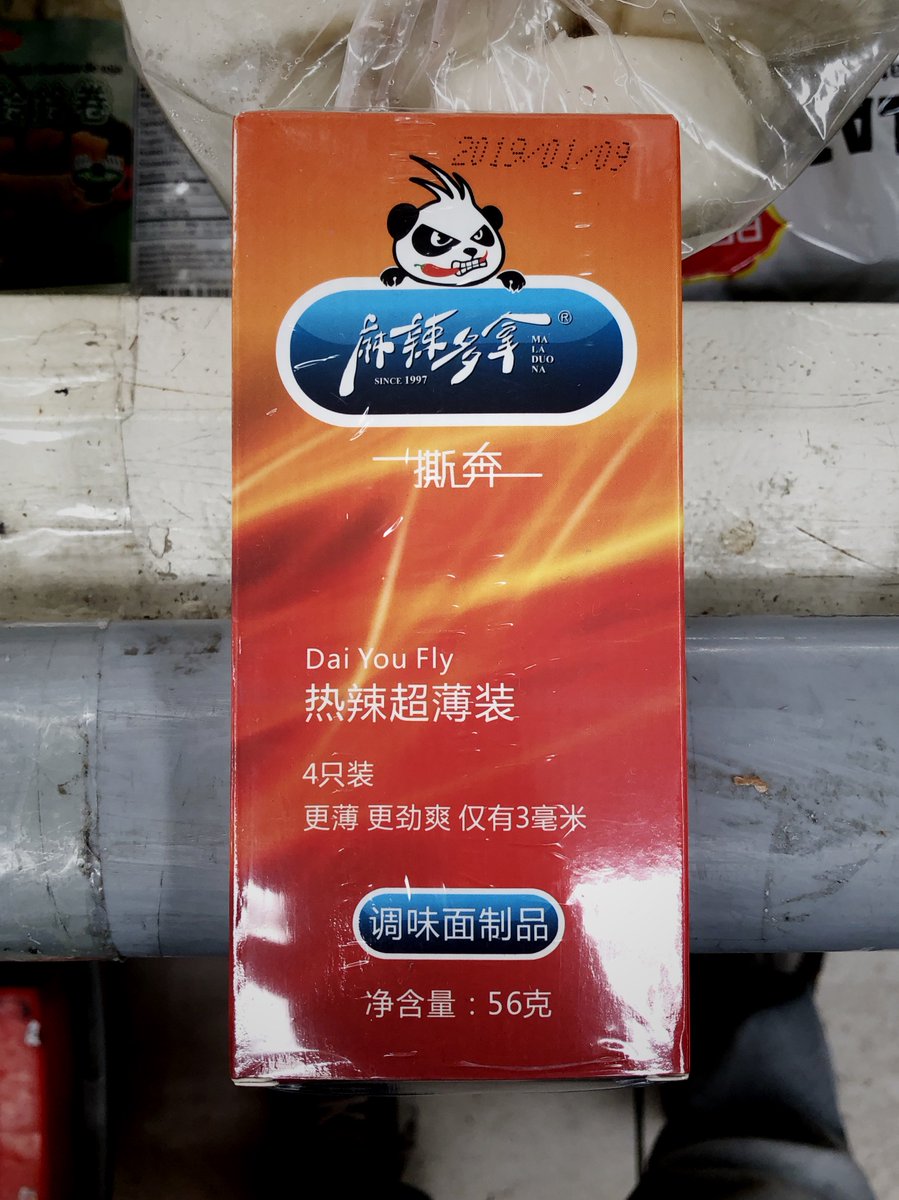 2019/01/09
麻辣多拿®
MA
LA
DUO
NA
SINCE 1997
撕奔
Dai You Fly
热辣超薄装
4只装
更薄 更劲爽 仅有3毫米
调味面制品
净含量：56克